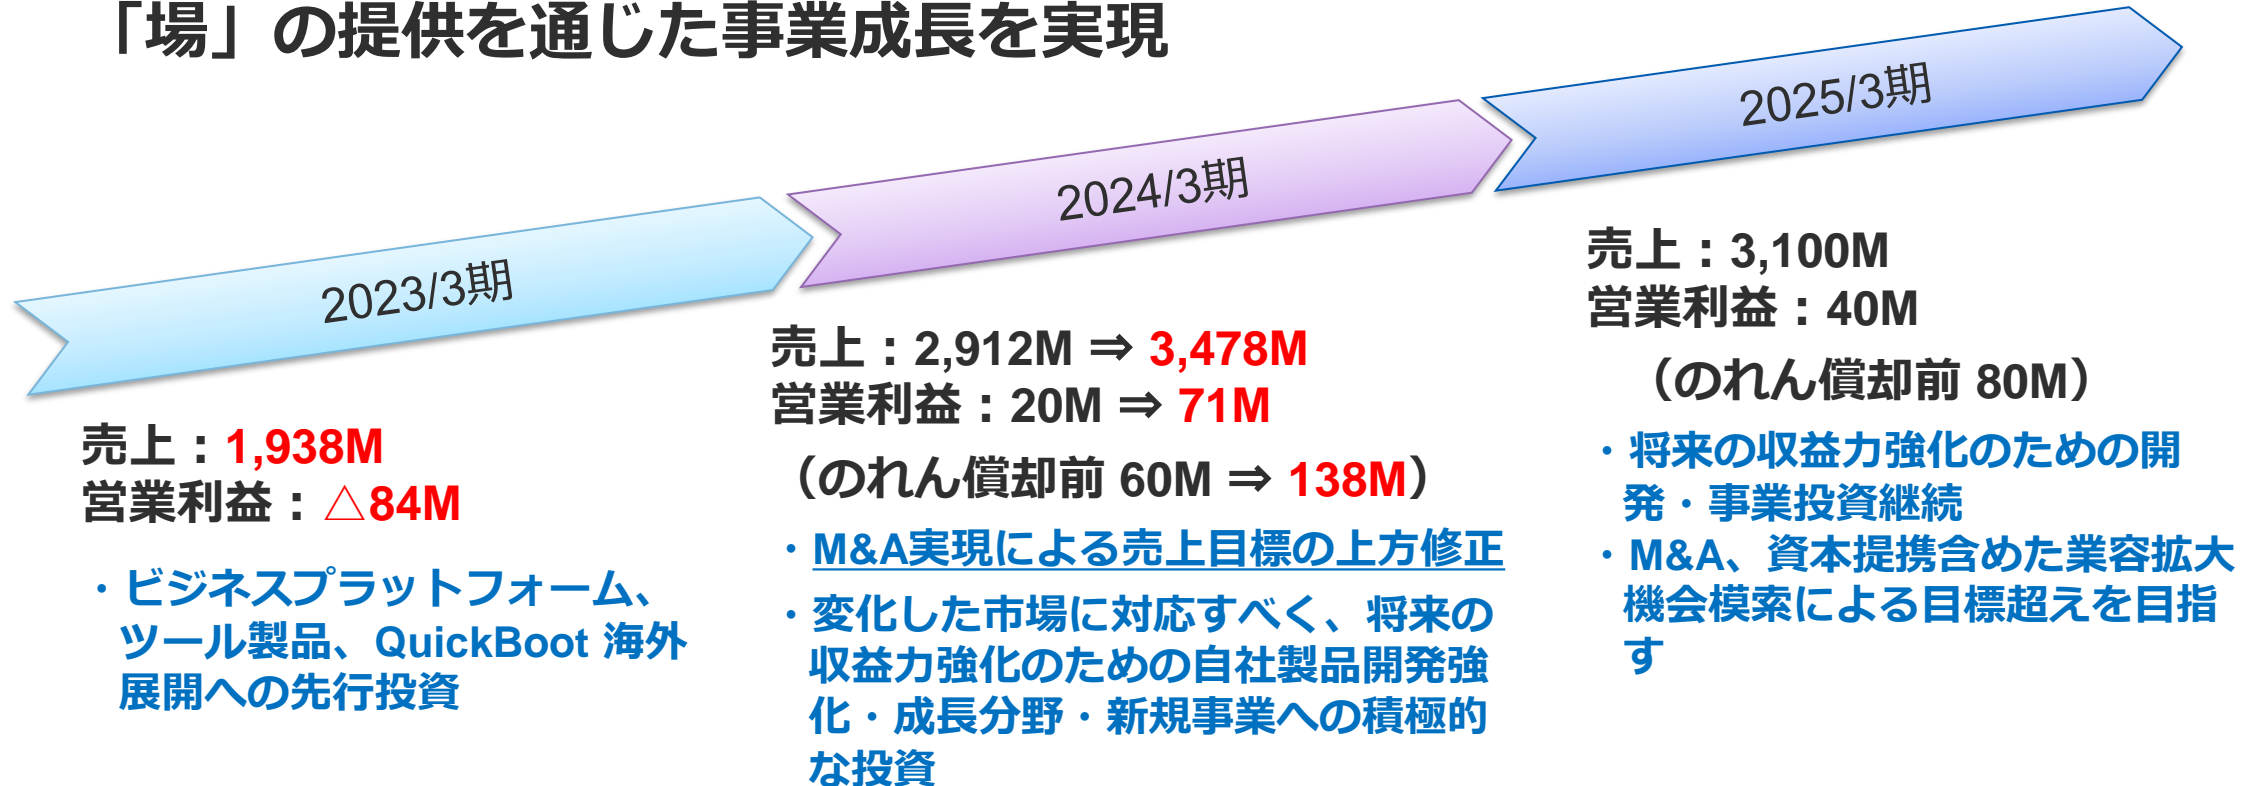 「場」の提供を通じた事業成長を実現
2023/3期
売上：1,938M
営業利益：△84M
・ビジネスプラットフォーム、
ツール製品、QuickBoot 海外
展開への先行投資
2024/3期
売上：2,912M ⇒ 3,478M
営業利益：20M ⇒ 71M
（のれん償却前 60M ⇒ 138M）
・M&A実現による売上目標の上方修正
・変化した市場に対応すべく、将来の
収益力強化のための自社製品開発強
化・成長分野・新規事業への積極的
な投資
2025/3期
売上：3,100M
営業利益：40M
（のれん償却前 80M）
・将来の収益力強化のための開
発・事業投資継続
・M&A、資本提携含めた業容拡大
機会模索による目標超えを目指
す